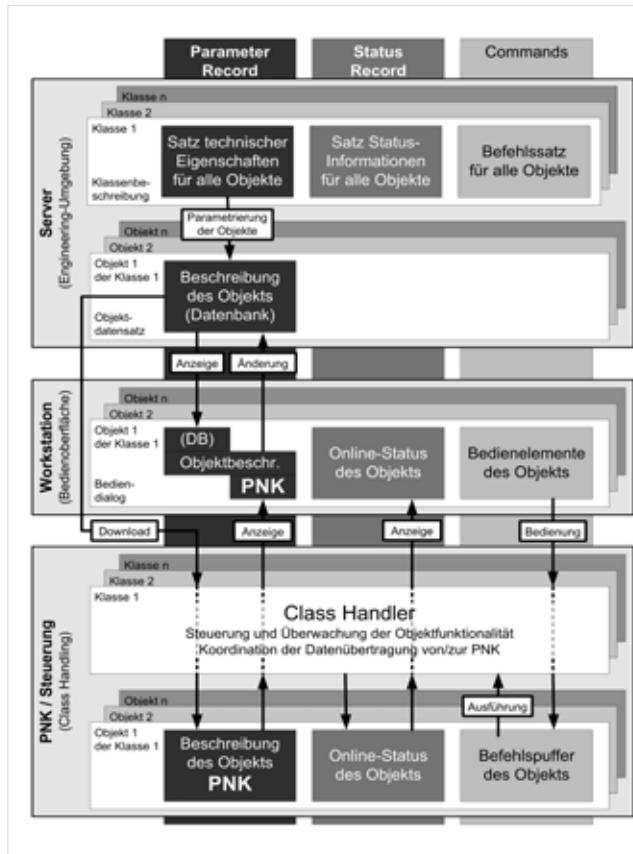 Parameter
Record
Status
Record
Commands
Server
(Engineering-Umgebung)
Klasse n
Klasse 2
Klasse 1
Klassenbe-
schreibung
Satz technischer
Eigenschaften
für alle Objekte
Satz Status-
Informationen
für alle Objekte
Befehlssatz
für alle Objekte
Parametrierung
der Objekte
Objekt n
Objekt 2
Objekt 1
der Klasse 1
Objekt-
datensatz
Beschreibung
des Objekts
(Datenbank)
Anzeige
Änderung
Workstation
(Bedienoberfläche)
Objekt n
Objekt 2
Objekt 1
der Klasse 1
Bedien-
dialog
(DB)
Objektbeschr.
PNK
Online-Status
des Objekts
Bedienelemente
des Objekts
Download
Anzeige
Anzeige
Bedienung
PNK / Steuerung
(Class Handling)
Klasse n
Klasse 2
Klasse 1
Class Handler
Steuerung und Überwachung der Objektfunktionalität
Koordination der Datenübertragung von/zur PNK
Ausführung
Objekt n
Objekt 2
Objekt 1
der Klasse 1
Beschreibung
des Objekts
PNK
Online-Status
des Objekts
Befehlspuffer
des Objekts